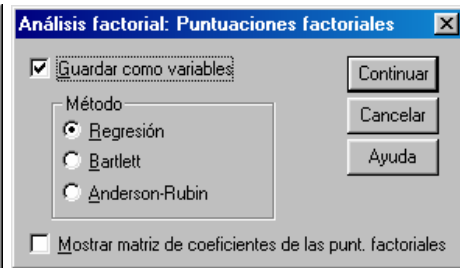 Análisis factorial: Puntuaciones factoriales
Guardar como variables
Método
Regresión
Bartlett
Anderson-Rubin
Continuar
Cancelar
Ayuda
Mostrar matriz de coeficientes de las punt. factoriales